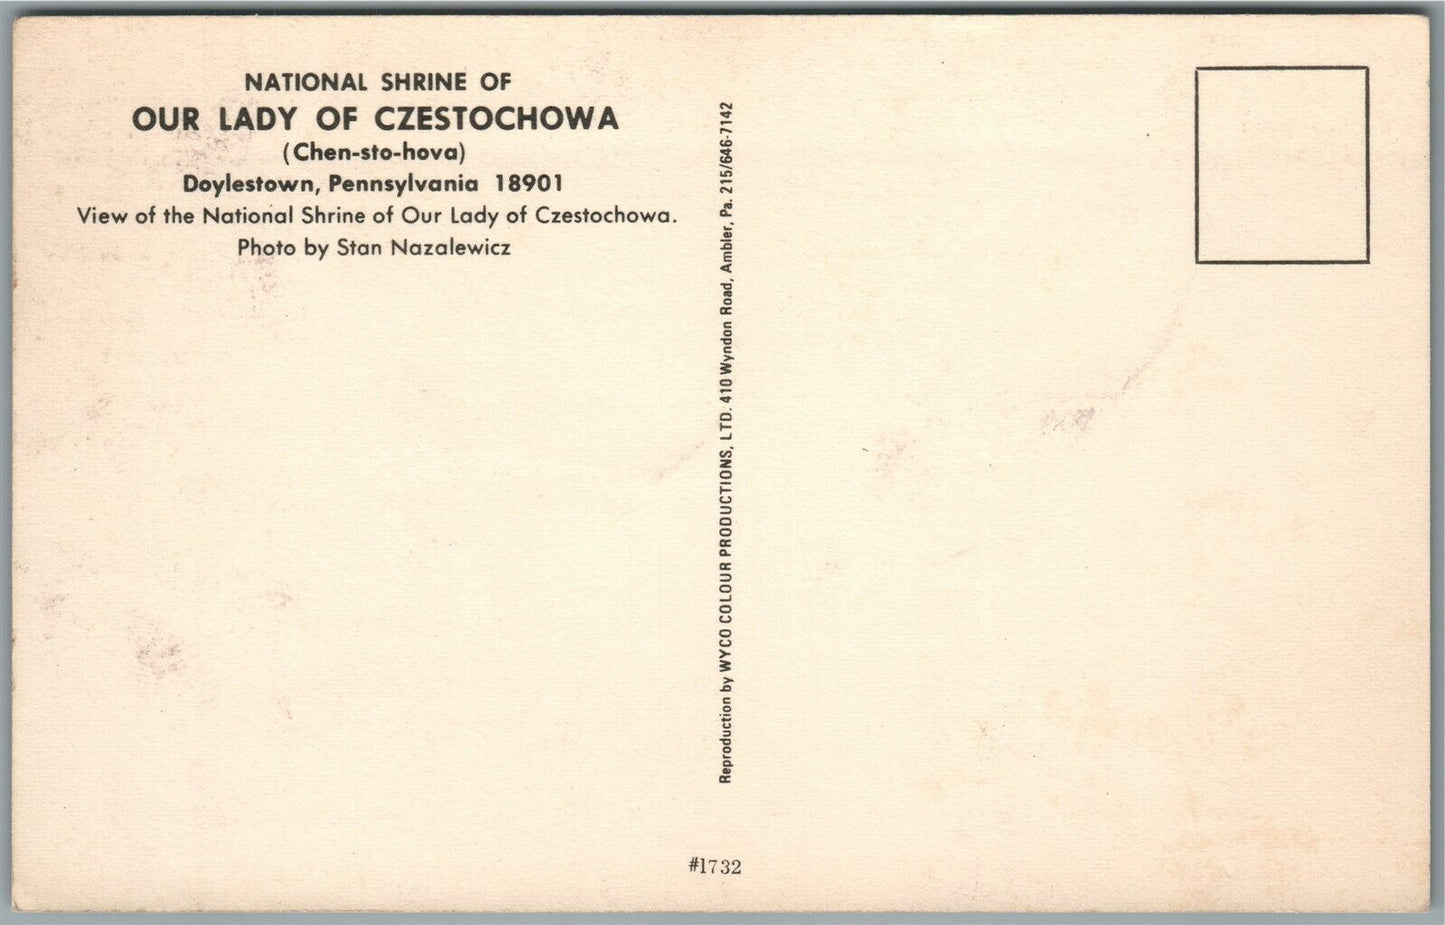 NATIONAL SHRINE OF
OUR LADY OF CZESTOCHOWA
(Chen-sto-hova)
Doylestown, Pennsylvania 18901
View of the National Shrine of Our Lady of Czestochowa.
Photo by Stan Nazalewicz
Reproduction by WYCO COLOUR PRODUCTIONS, LTD. 410 Wyndon Road, Ambler, Pa. 215/646-7142
#1732